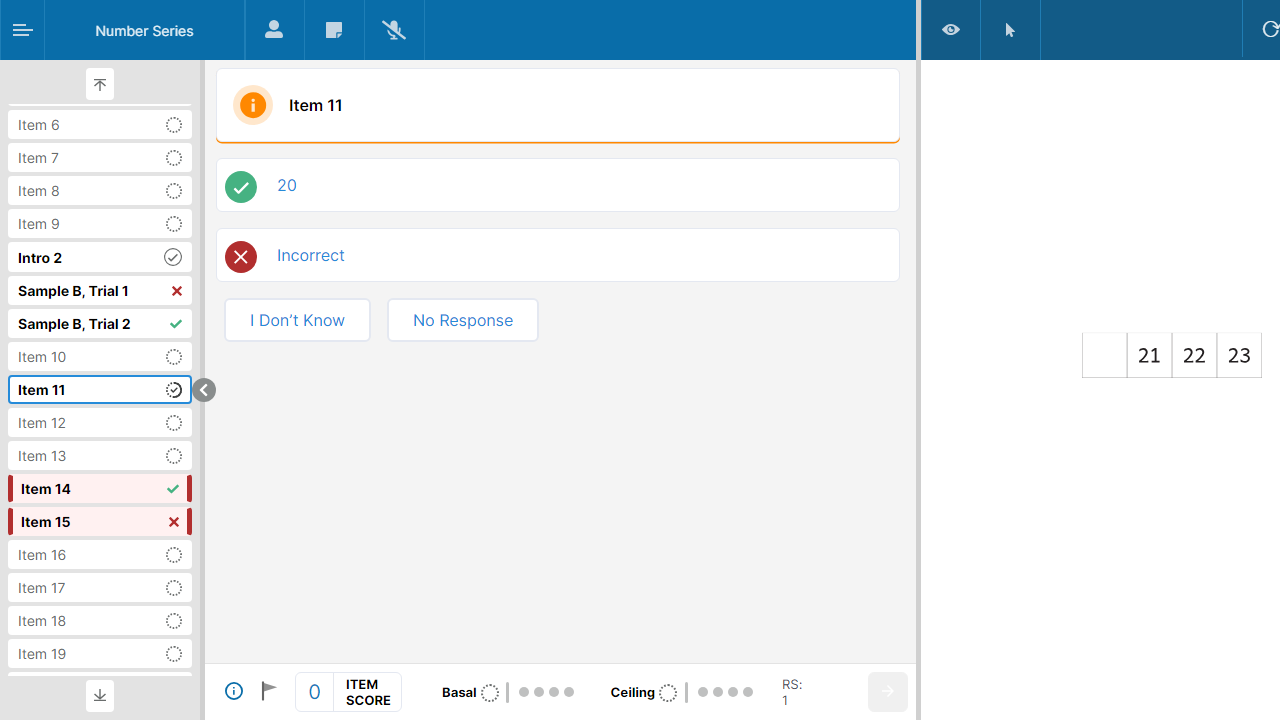 Number Series
Item 6
Item 7
Item 8
Item 9
Intro 2
Sample B, Trial 1
Sample B, Trial 2
Item 10
Item 11
Item 12
Item 13
Item 14
Item 15
Item 16
Item 17
Item 18
Item 19
Item 11
20
Incorrect
I Don’t Know
No Response
0
ITEM
SCORE
Basal
Ceiling
RS:
1
21 22 23